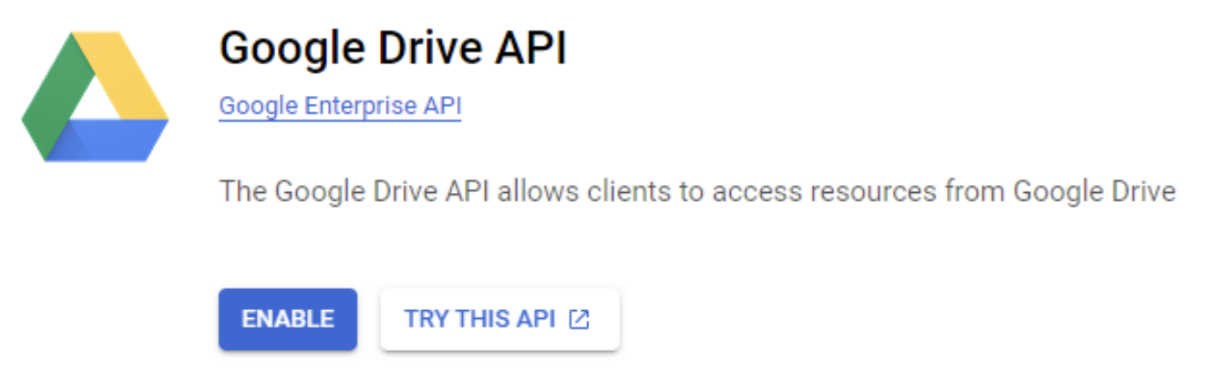 Google Drive API
Google Enterprise API
The Google Drive API allows clients to access resources from Google Drive
ENABLE
TRY THIS API